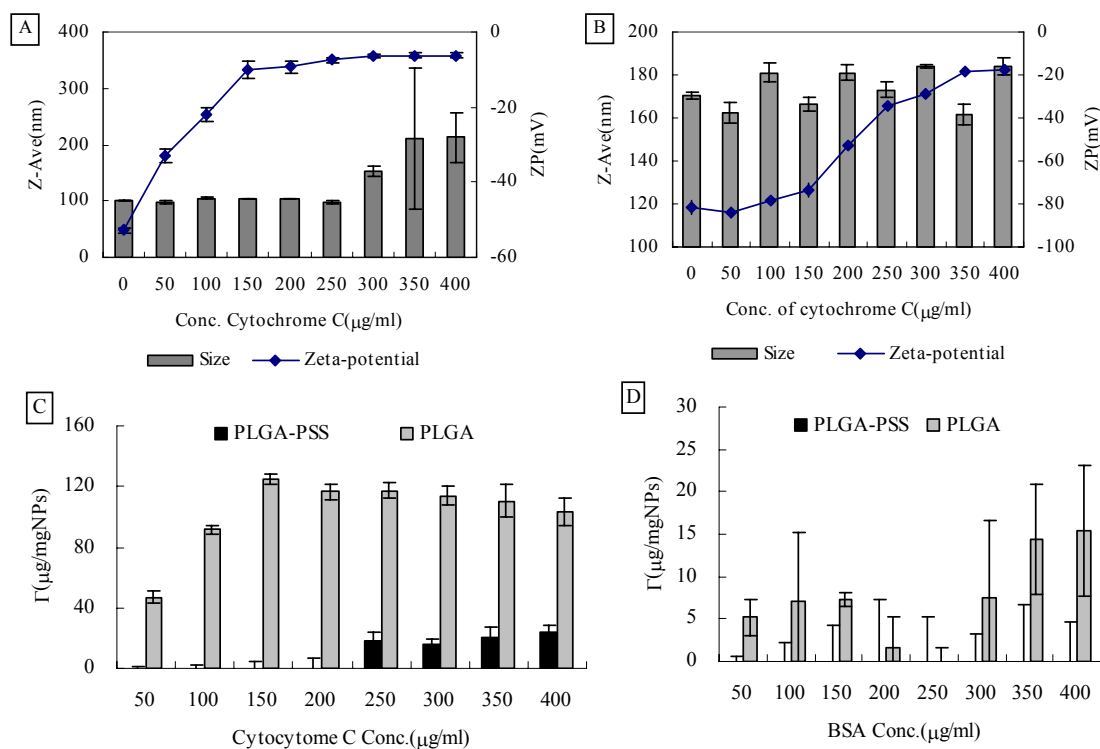 A
Z-Ave(nm)
400
300
200
100
0
0
-20
-40
-60
ZP(mV)
0 50 100 150 200 250 300 350 400
Conc. Cytochrome C(μg/ml)
Size Zeta-potential
B
Z-Ave(nm)
200
180
160
140
120
100
0
-20
-40
-60
-80
-100
ZP(mV)
0 50 100 150 200 250 300 350 400
Conc. of cytochrome C(μg/ml)
Size Zeta-potential
C
Γ(μg/mgNPs)
160
120
80
40
0
PLGA-PSS PLGA
50 100 150 200 250 300 350 400
Cytocytome C Conc.(μg/ml)
D
Γ(μg/mgNPs)
30
25
20
15
10
5
0
PLGA-PSS PLGA
50 100 150 200 250 300 350 400
BSA Conc.(μg/ml)